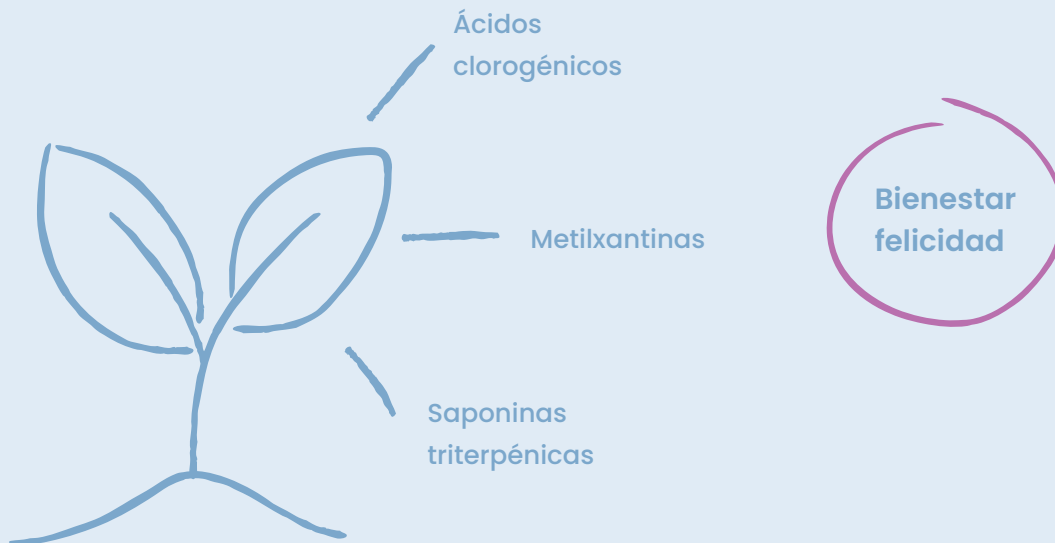 Ácidos
clorogénicos
Metilxantinas
Bienestar
felicidad
Saponinas
triterpénicas